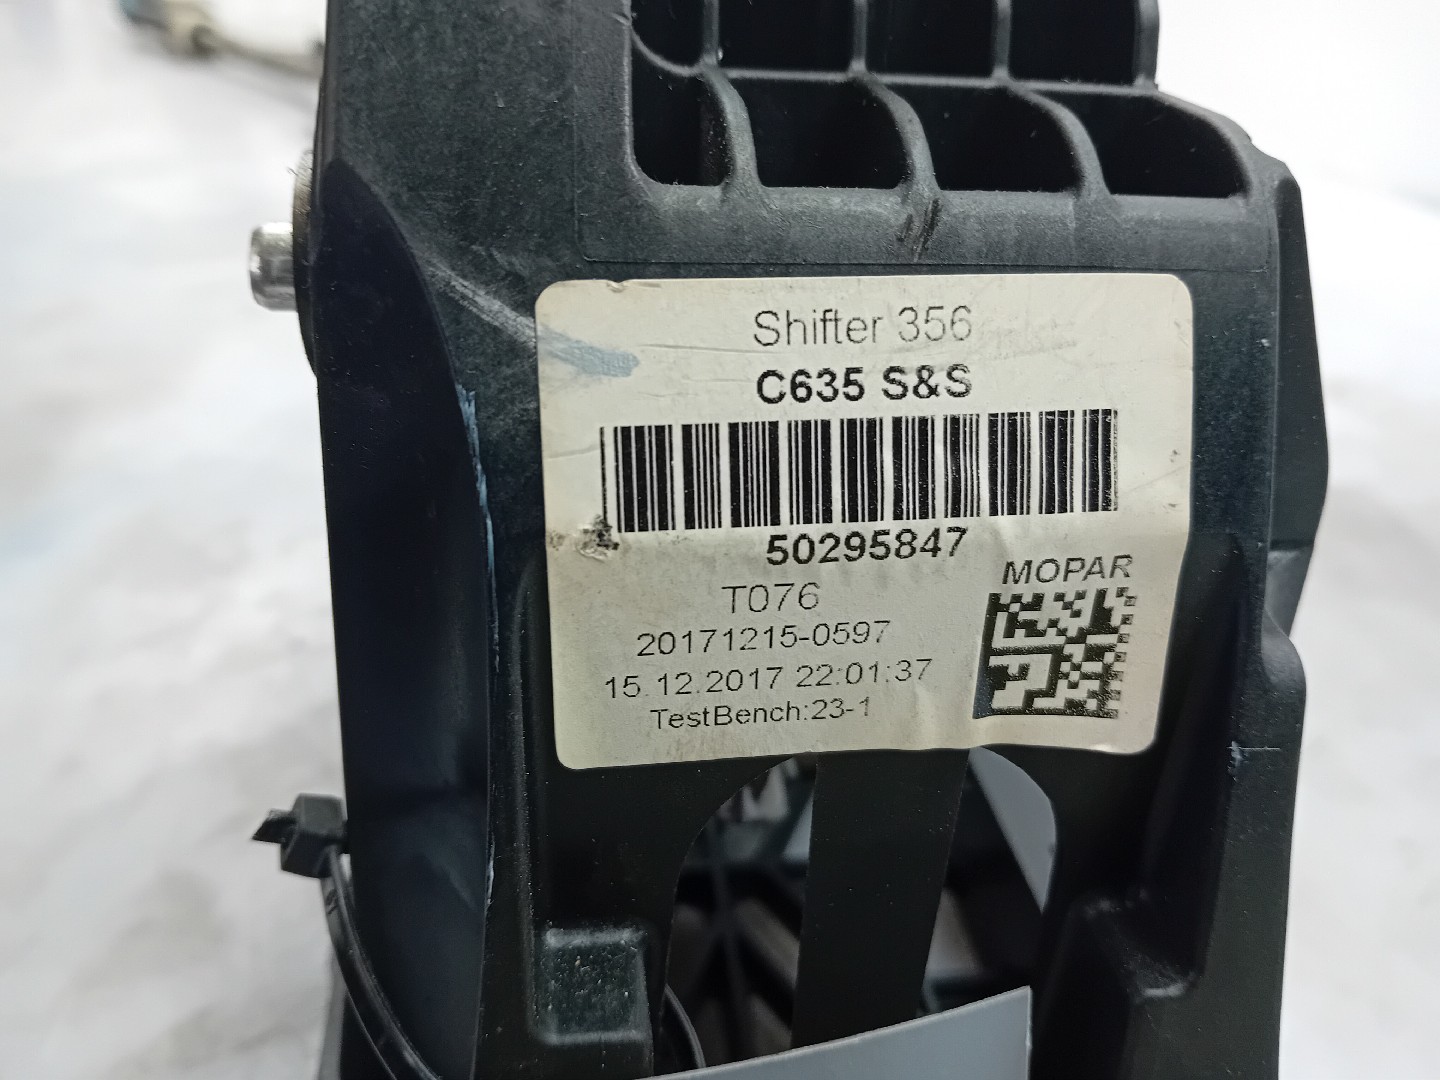 Shifter 356
C635 S&S
50295847
MOPAR
T076
20171215-0597
15.12.2017 22:01:37
TestBench:23-1